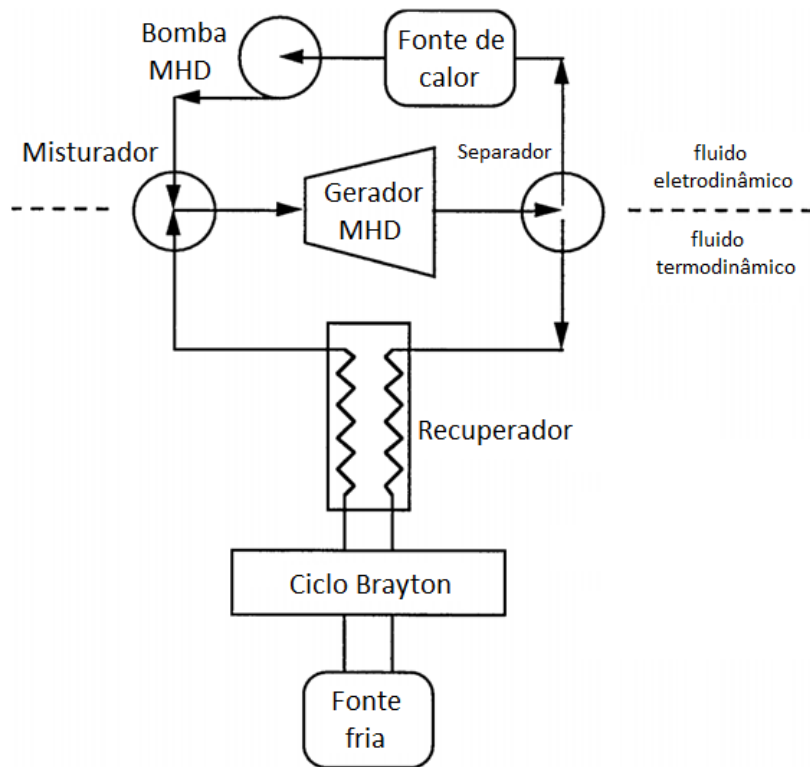 Bomba
MHD
Fonte de
calor
Misturador
Separador
fluido
eletrodinâmico
Gerador
MHD
fluido
termodinâmico
Recuperador
Ciclo Brayton
Fonte
fria